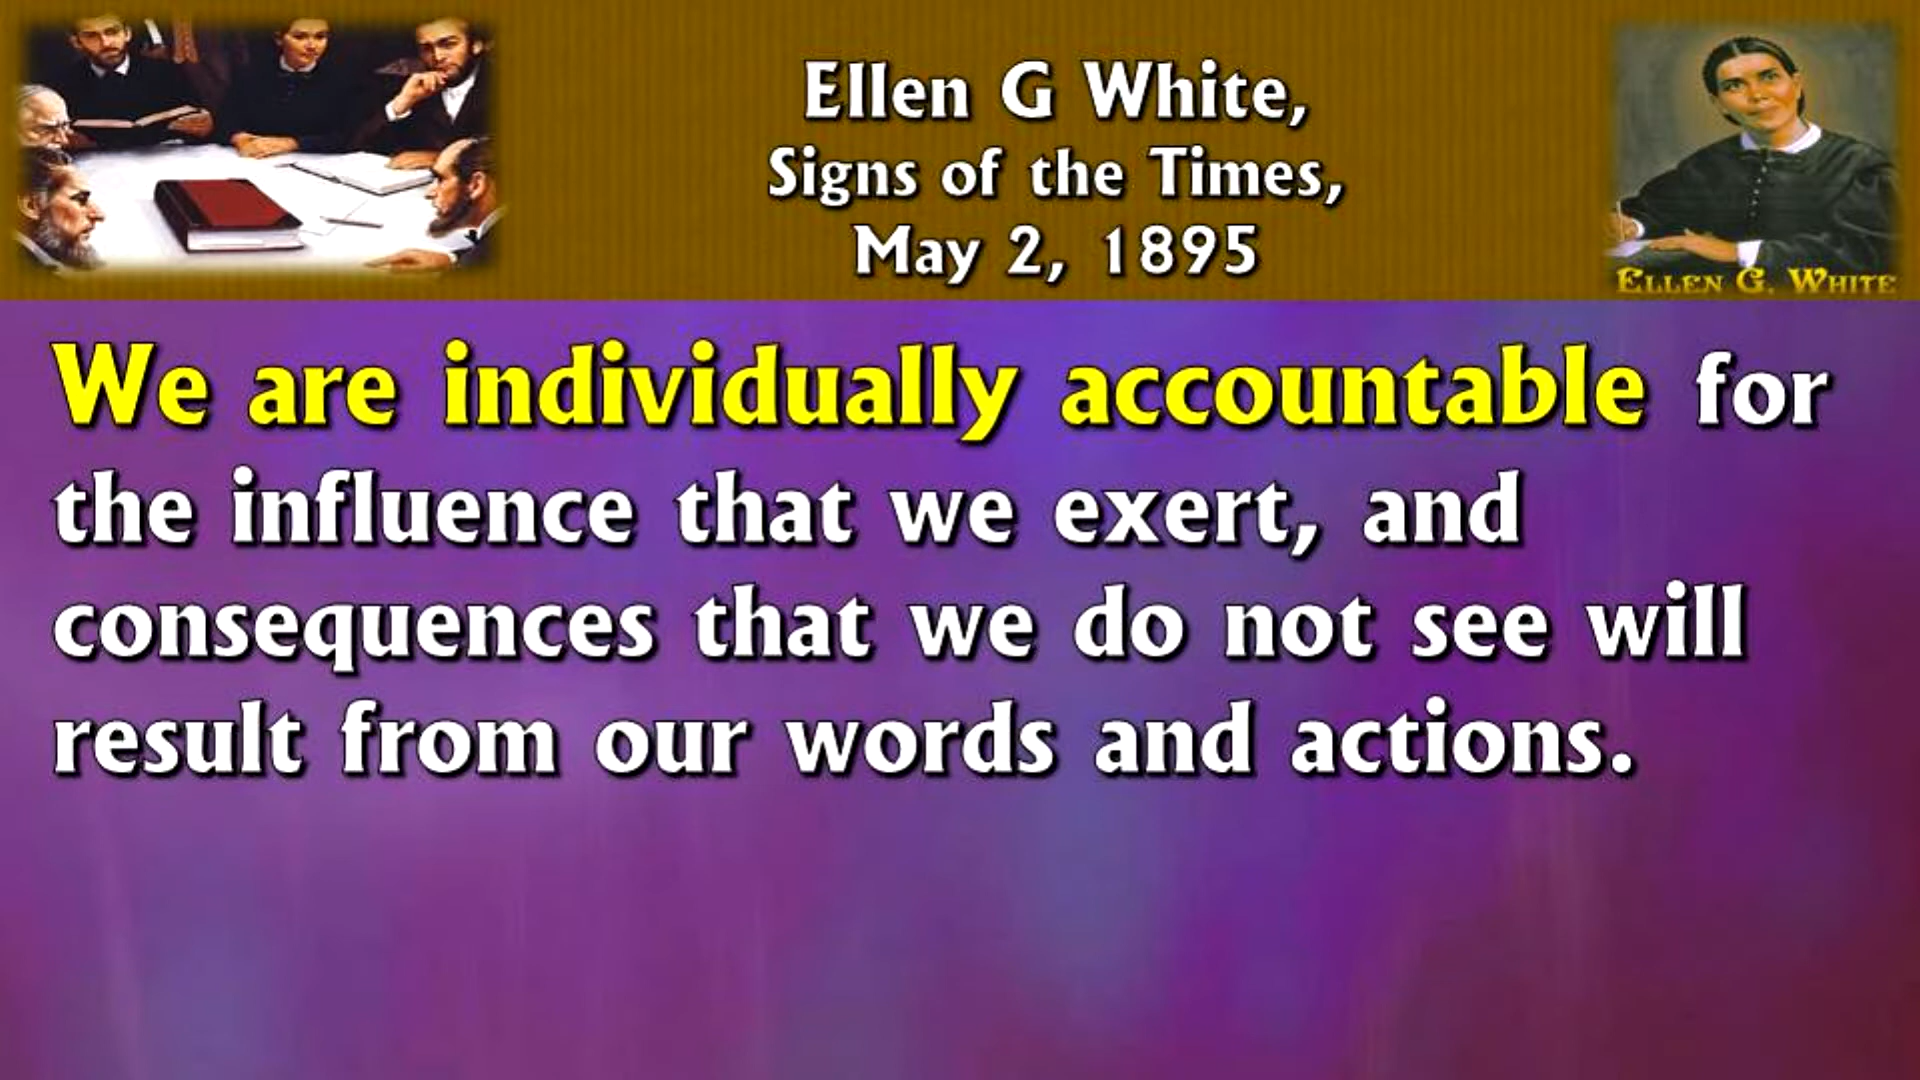 Ellen G White,
Signs of the Times,
May 2, 1895
ELLEN G. WHITE
We are individually accountable for
the influence that we exert, and
consequences that we do not see will
result from our words and actions.